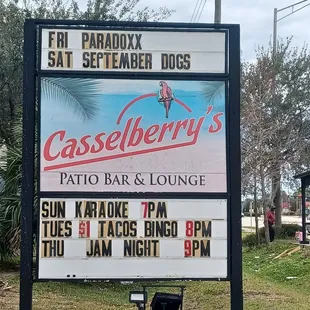 FRI PARADOXX
SAT SEPTEMBER DOGS
Casselberry's
PATIO BAR & LOUNGE
SUN KARAOKE 7PM
TUES $1 TACOS BINGO 8PM
THU JAM NIGHT 9PM